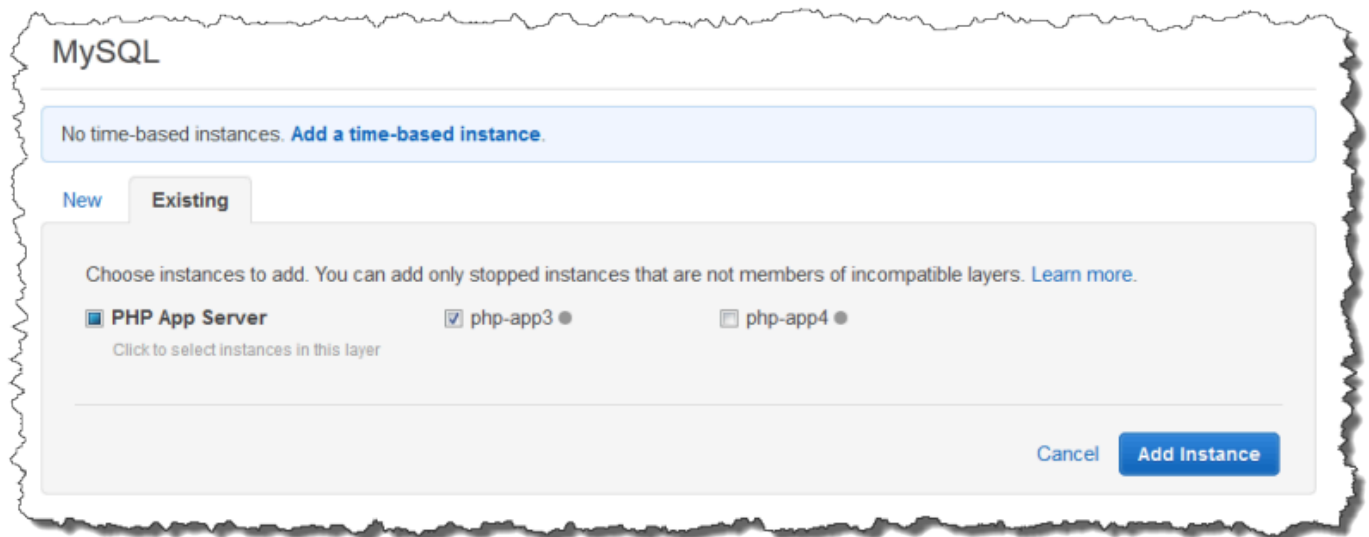 MySQL
No time-based instances. Add a time-based instance.
New Existing
Choose instances to add. You can add only stopped instances that are not members of incompatible layers. Learn more.
PHP App Server php-app3 php-app4
Click to select instances in this layer
Cancel Add Instance